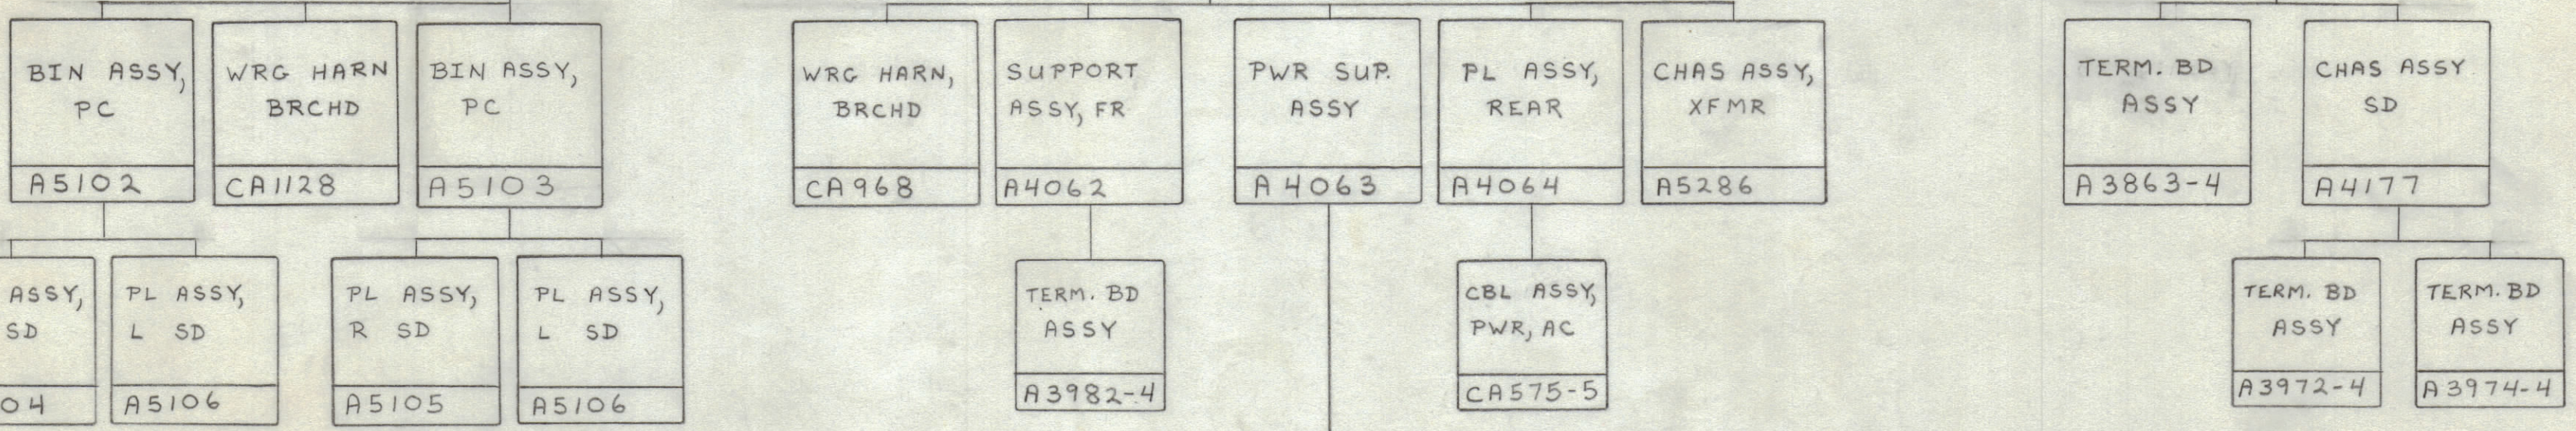 BIN ASSY,
PC
A5102
WRG HARN
BRCHD
CA1128
BIN ASSY,
PC
A5103
WRG HARN,
BRCHD
CA968
SUPPORT
ASSY, FR
A4062
PWR SUP.
ASSY
A4063
PL ASSY,
REAR
A4064
CHAS ASSY,
XFMR
A5286
TERM. BD
ASSY
A3863-4
CHAS ASSY
SD
A4177
ASSY,
SD
04
PL ASSY,
L SD
A5106
PL ASSY,
R SD
A5105
PL ASSY,
L SD
A5106
TERM. BD
ASSY
A3982-4
CBL ASSY,
PWR, AC
CA575-5
TERM. BD
ASSY
A3972-4
TERM. BD
ASSY
A3974-4